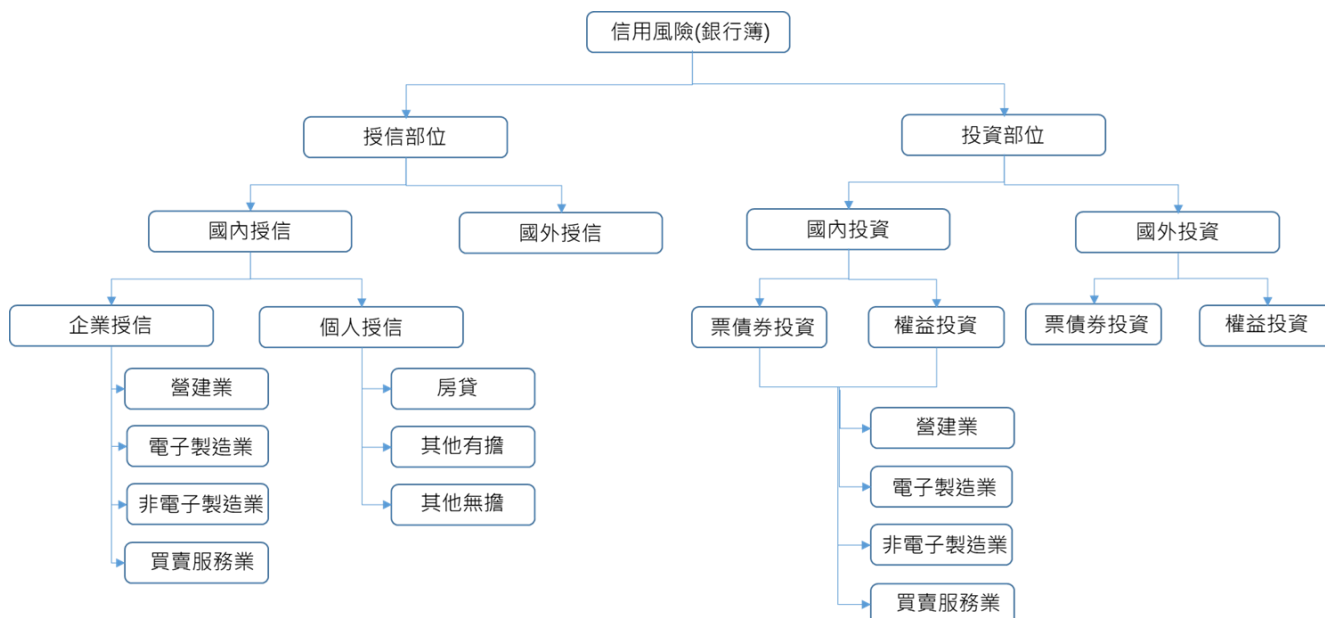 信用風險(銀行簿)
授信部位
投資部位
國內授信
國外授信
國內投資
國外投資
企業授信
個人授信
票債券投資
權益投資
票債券投資
權益投資
營建業
電子製造業
非電子製造業
買賣服務業
房貸
其他有擔
其他無擔
營建業
電子製造業
非電子製造業
買賣服務業